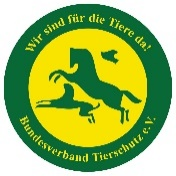 Wir sind für die Tiere da!
Bundesverband Tierschutz e.V.